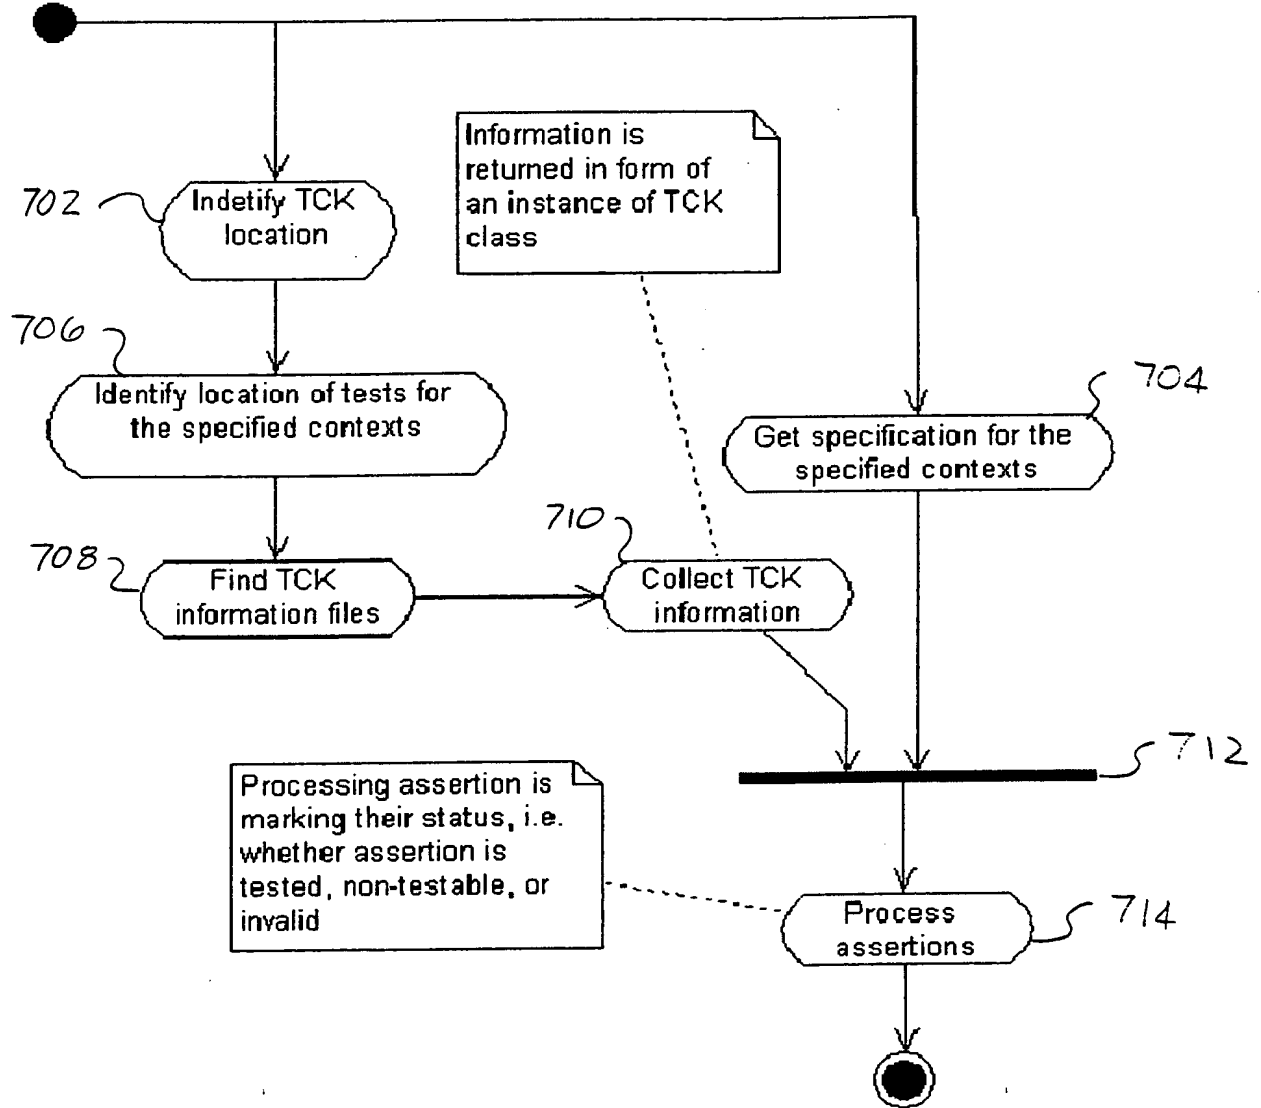 Information is
returned in form of
an instance of TCK
class
702
Indetify TCK
location
706
Identify location of tests for
the specified contexts
704
Get specification for the
specified contexts
708
Find TCK
information files
710
Collect TCK
information
712
Processing assertion is
marking their status, i.e.
whether assertion is
tested, non-testable, or
invalid
Process
assertions
714